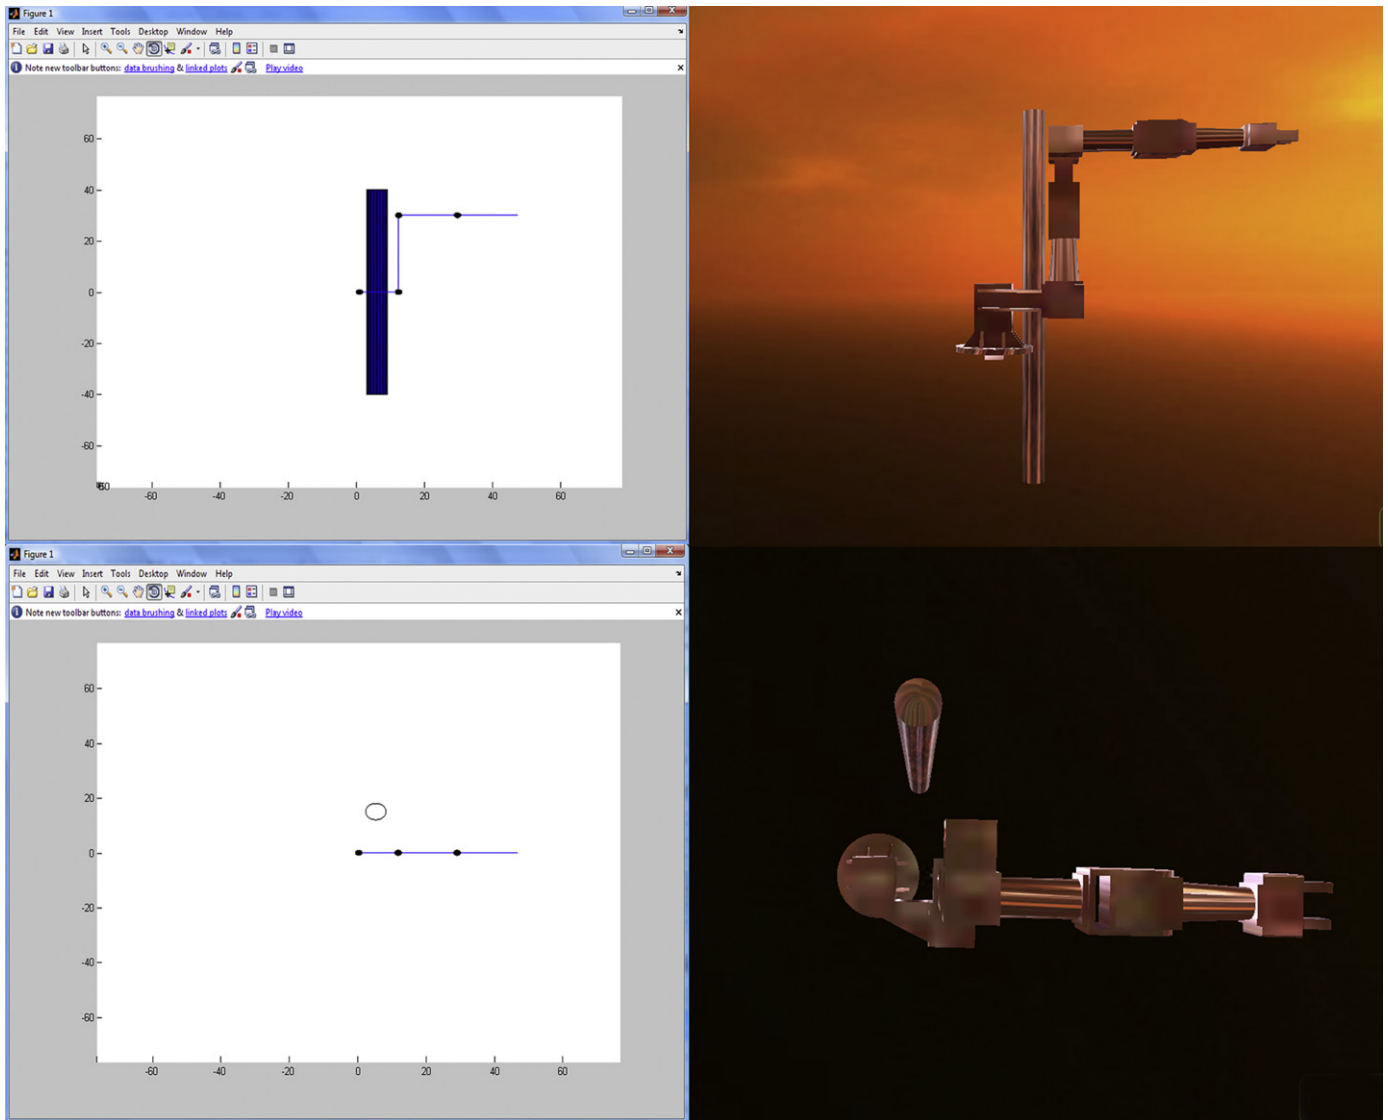 Figure 1
File Edit View Insert Tools Desktop Window Help
Note new toolbar buttons: data brushing & linked plots Play video
60
40
20
0
-20
-40
-60
-60 -40 -20 0 20 40 60
Figure 1
File Edit View Insert Tools Desktop Window Help
Note new toolbar buttons: data brushing & linked plots Play video
60
40
20
0
-20
-40
-60
-60 -40 -20 0 20 40 60